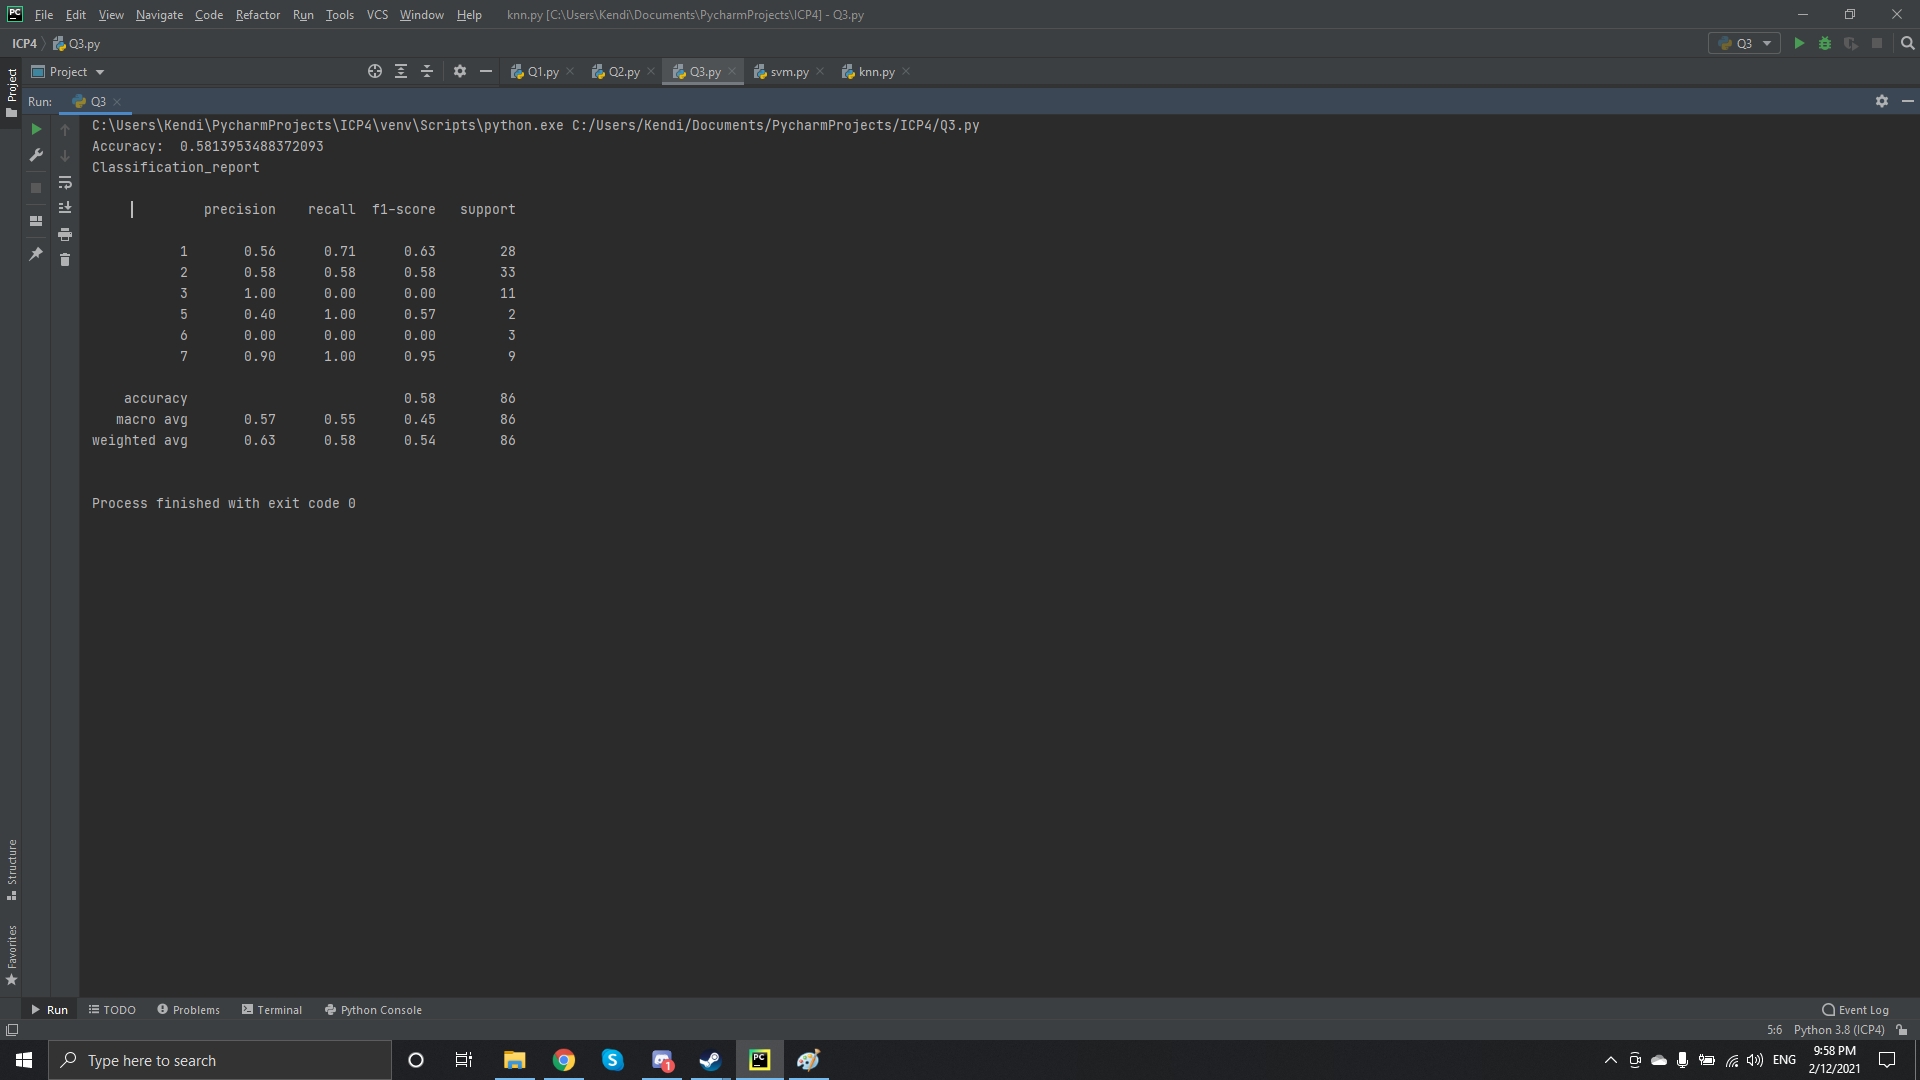 PC File Edit View Navigate Code Refactor Run Tools VCS Window Help knn.py [C:\Users\Kendi\Documents\PycharmProjects\ICP4] - Q3.py
ICP4 Q3.py Q3
Project Q1.py Q2.py Q3.py svm.py knn.py
Project
Run: Q3
C:\Users\Kendi\PycharmProjects\ICP4\venv\Scripts\python.exe C:/Users/Kendi/Documents/PycharmProjects/ICP4/Q3.py
Accuracy:  0.5813953488372093
Classification_report
precision    recall  f1-score   support
1       0.56      0.71      0.63        28
2       0.58      0.58      0.58        33
3       1.00      0.00      0.00        11
5       0.40      1.00      0.57         2
6       0.00      0.00      0.00         3
7       0.90      1.00      0.95         9
accuracy                           0.58        86
macro avg       0.57      0.55      0.45        86
weighted avg       0.63      0.58      0.54        86
Process finished with exit code 0
Structure
Favorites
Run TODO Problems Terminal Python Console Event Log
5:6 Python 3.8 (ICP4)
Type here to search S 1 PC ENG 9:58 PM
2/12/2021